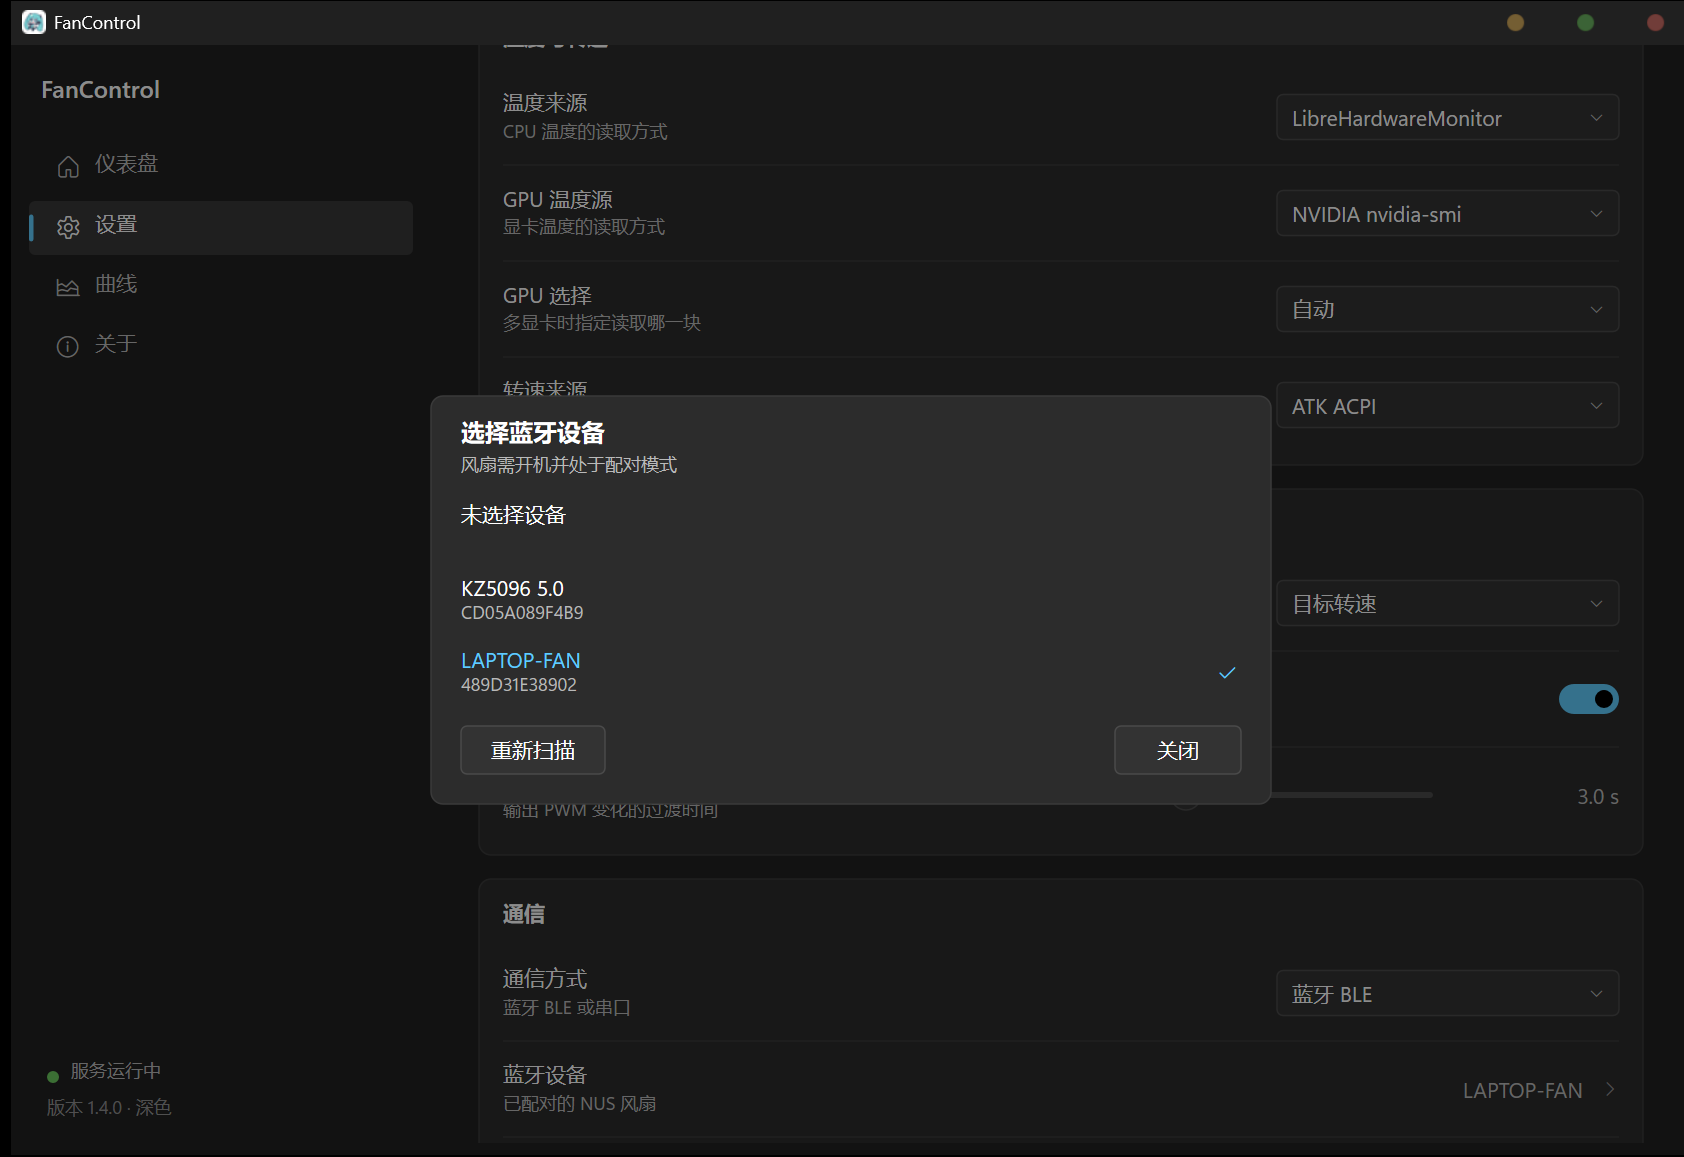 FanControl
FanControl
仪表盘
设置
曲线
关于
服务运行中
版本 1.4.0 · 深色
温度来源
CPU 温度的读取方式
LibreHardwareMonitor
GPU 温度源
显卡温度的读取方式
NVIDIA nvidia-smi
GPU 选择
多显卡时指定读取哪一块
自动
转速来源
ATK ACPI
选择蓝牙设备
风扇需开机并处于配对模式
未选择设备
KZ5096 5.0
CD05A089F4B9
LAPTOP-FAN
489D31E38902
重新扫描
关闭
目标转速
输出 PWM 变化的过渡时间
3.0 s
通信
通信方式
蓝牙 BLE 或串口
蓝牙 BLE
蓝牙设备
已配对的 NUS 风扇
LAPTOP-FAN